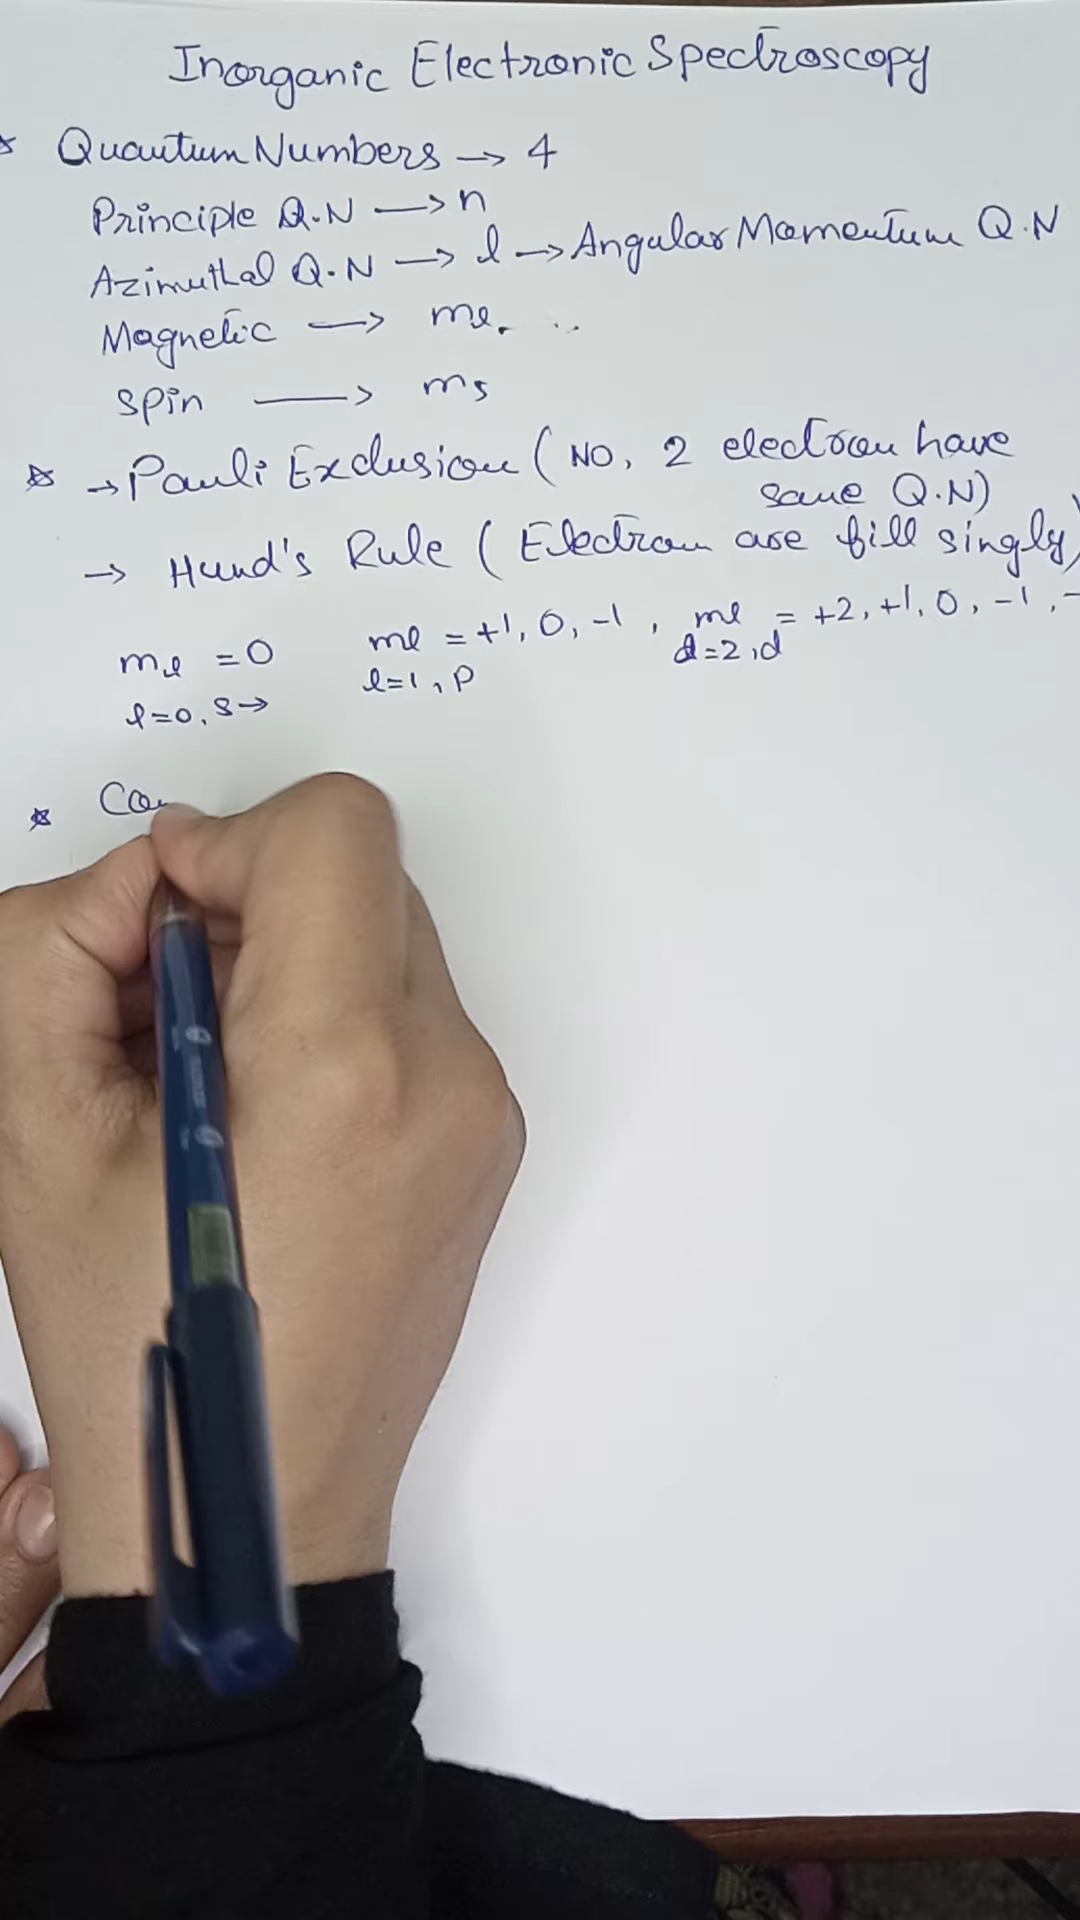 Inorganic Electronic Spectroscopy
Quantum Numbers → 4
Principle Q.N → n
Azimuthal Q.N → l → Angular Momentum Q.N
Magnetic → ml
Spin → ms
→ Pauli Exclusion (NO. 2 electron have
same Q.N)
→ Hund's Rule (Electron are fill singly)
ml = 0 ml = +1, 0, -1, ml = +2, +1, 0, -1, -
l=0, s→ l=1, p l=2, d